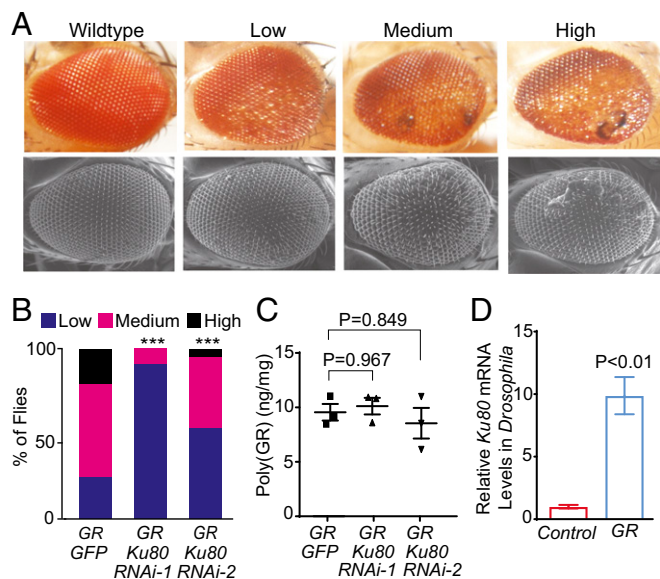 A
Wildtype Low Medium High
B
Low Medium High
*** ***
100
50
0
% of Flies
GR GFP
GR Ku80 RNAi-1
GR Ku80 RNAi-2
C
P=0.849
P=0.967
15
10
5
0
Poly(GR) (ng/mg)
GR GFP
GR Ku80 RNAi-1
GR Ku80 RNAi-2
D
P<0.01
15
10
5
0
Relative Ku80 mRNA
Levels in Drosophila
Control GR